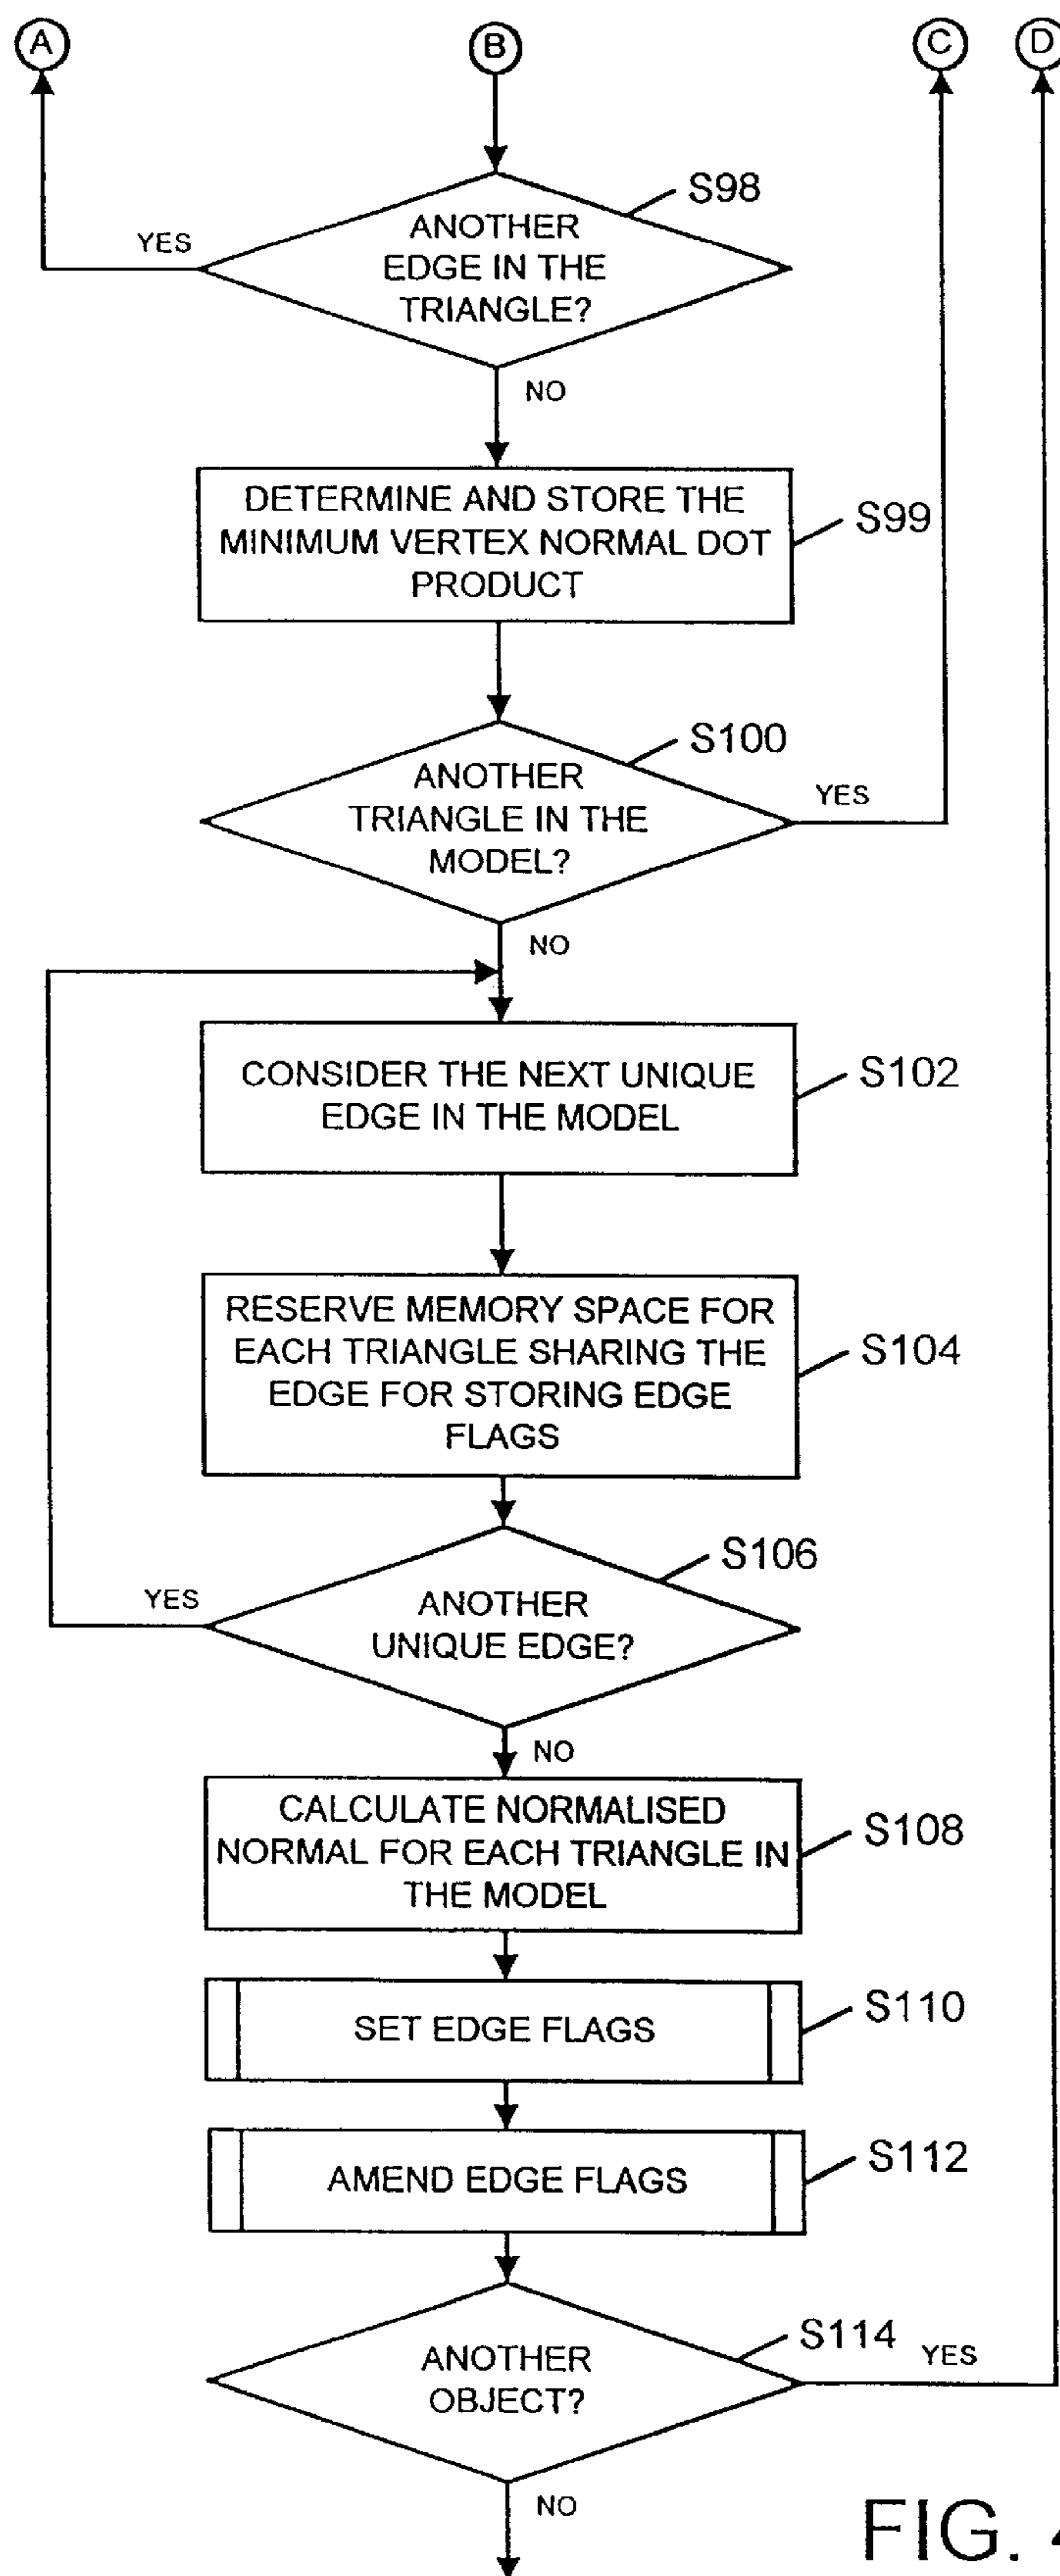 A
B
C
D
S98
ANOTHER
EDGE IN THE
TRIANGLE?
YES
NO
DETERMINE AND STORE THE
MINIMUM VERTEX NORMAL DOT
PRODUCT
S99
S100
ANOTHER
TRIANGLE IN THE
MODEL?
YES
NO
CONSIDER THE NEXT UNIQUE
EDGE IN THE MODEL
S102
RESERVE MEMORY SPACE FOR
EACH TRIANGLE SHARING THE
EDGE FOR STORING EDGE
FLAGS
S104
S106
ANOTHER
UNIQUE EDGE?
YES
NO
CALCULATE NORMALISED
NORMAL FOR EACH TRIANGLE IN
THE MODEL
S108
SET EDGE FLAGS
S110
AMEND EDGE FLAGS
S112
S114
ANOTHER
OBJECT?
YES
NO
FIG.